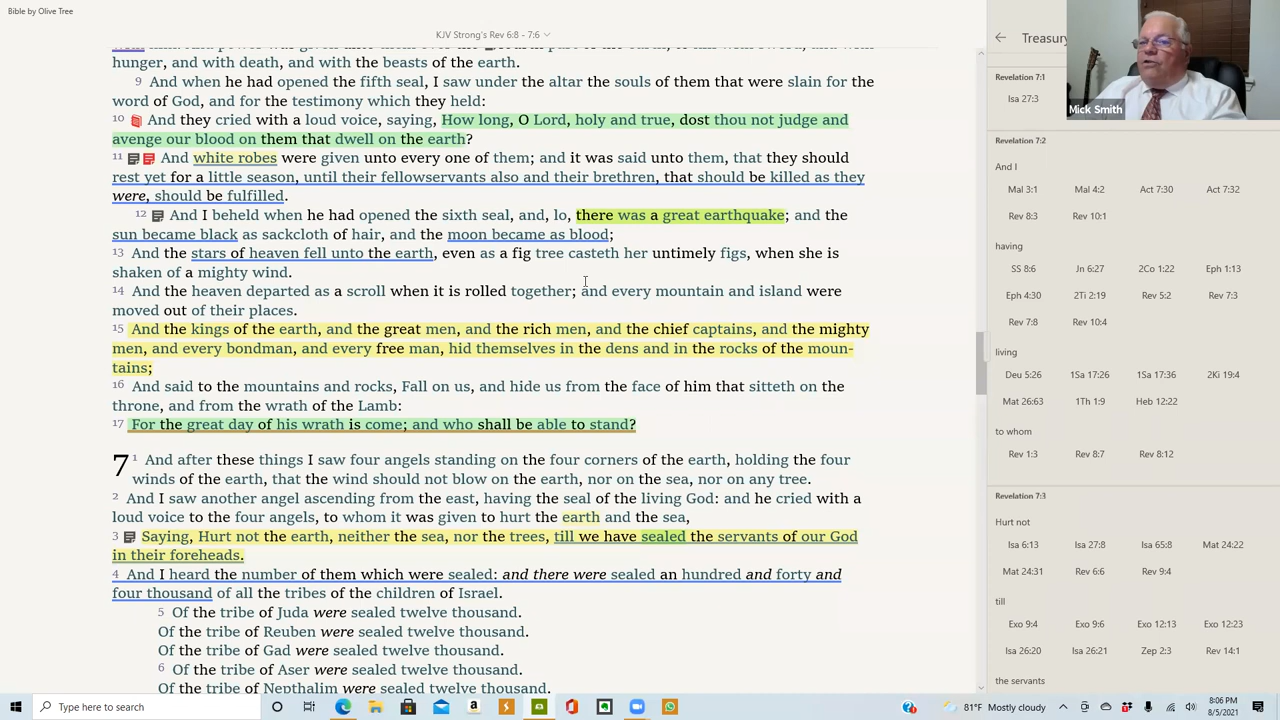 Bible by Olive Tree
KJV Strong's Rev 6:8 - 7:6
hunger, and with death, and with the beasts of the earth.
9 And when he had opened the fifth seal, I saw under the altar the souls of them that were slain for the
word of God, and for the testimony which they held:
10 And they cried with a loud voice, saying, How long, O Lord, holy and true, dost thou not judge and
avenge our blood on them that dwell on the earth?
11 And white robes were given unto every one of them; and it was said unto them, that they should
rest yet for a little season, until their fellowservants also and their brethren, that should be killed as they
were, should be fulfilled.
12 And I beheld when he had opened the sixth seal, and, lo, there was a great earthquake; and the
sun became black as sackcloth of hair, and the moon became as blood;
13 And the stars of heaven fell unto the earth, even as a fig tree casteth her untimely figs, when she is
shaken of a mighty wind.
14 And the heaven departed as a scroll when it is rolled together; and every mountain and island were
moved out of their places.
15 And the kings of the earth, and the great men, and the rich men, and the chief captains, and the mighty
men, and every bondman, and every free man, hid themselves in the dens and in the rocks of the moun-
tains;
16 And said to the mountains and rocks, Fall on us, and hide us from the face of him that sitteth on the
throne, and from the wrath of the Lamb:
17 For the great day of his wrath is come; and who shall be able to stand?
7 1 And after these things I saw four angels standing on the four corners of the earth, holding the four
winds of the earth, that the wind should not blow on the earth, nor on the sea, nor on any tree.
2 And I saw another angel ascending from the east, having the seal of the living God: and he cried with a
loud voice to the four angels, to whom it was given to hurt the earth and the sea,
3 Saying, Hurt not the earth, neither the sea, nor the trees, till we have sealed the servants of our God
in their foreheads.
4 And I heard the number of them which were sealed: and there were sealed an hundred and forty and
four thousand of all the tribes of the children of Israel.
5 Of the tribe of Juda were sealed twelve thousand.
Of the tribe of Reuben were sealed twelve thousand.
Of the tribe of Gad were sealed twelve thousand.
6 Of the tribe of Aser were sealed twelve thousand.
Of the tribe of Nepthalim were sealed twelve thousand.
Treasury
Mick Smith
Revelation 7:1
Isa 27:3
Revelation 7:2
And I
Mal 3:1 Mal 4:2 Act 7:30 Act 7:32
Rev 8:3 Rev 10:1
having
SS 8:6 Jn 6:27 2Co 1:22 Eph 1:13
Eph 4:30 2Ti 2:19 Rev 5:2 Rev 7:3
Rev 7:8 Rev 10:4
living
Deu 5:26 1Sa 17:26 1Sa 17:36 2Ki 19:4
Mat 26:63 1Th 1:9 Heb 12:22
to whom
Rev 1:3 Rev 8:7 Rev 8:12
Revelation 7:3
Hurt not
Isa 6:13 Isa 27:8 Isa 65:8 Mat 24:22
Mat 24:31 Rev 6:6 Rev 9:4
till
Exo 9:4 Exo 9:6 Exo 12:13 Exo 12:23
Isa 26:20 Isa 26:21 Zep 2:3 Rev 14:1
the servants
Type here to search
81°F Mostly cloudy
8:06 PM
8/5/2021